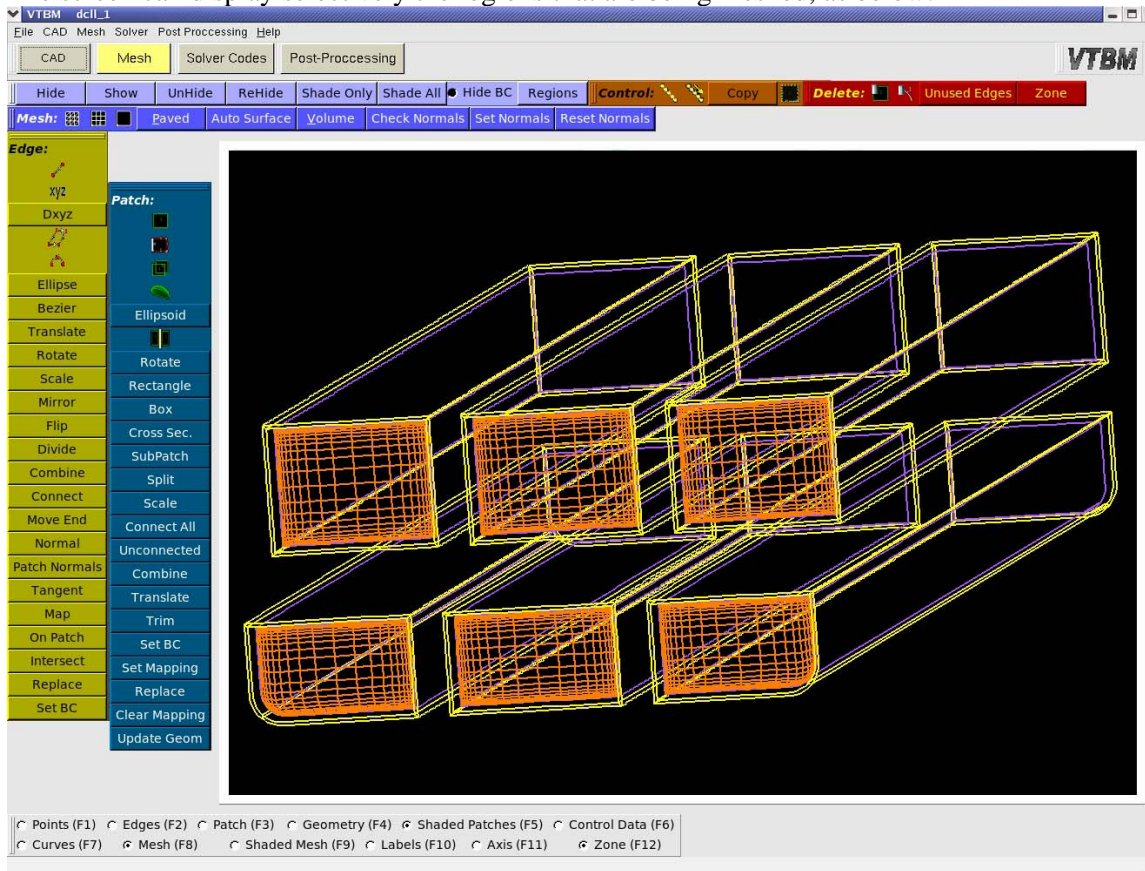 VTBM dcll_1
File CAD Mesh Solver Post Proccessing Help
CAD Mesh Solver Codes Post-Proccessing VTBM
Hide Show UnHide ReHide Shade Only Shade All Hide BC Regions Control: Copy Delete: Unused Edges Zone
Mesh: Paved Auto Surface Volume Check Normals Set Normals Reset Normals
Edge:
xyz
Dxyz
Ellipse
Bezier
Translate
Rotate
Scale
Mirror
Flip
Divide
Combine
Connect
Move End
Normal
Patch Normals
Tangent
Map
On Patch
Intersect
Replace
Set BC
Patch:
Ellipsoid
Rotate
Rectangle
Box
Cross Sec.
SubPatch
Split
Scale
Connect All
Unconnected
Combine
Translate
Trim
Set BC
Set Mapping
Replace
Clear Mapping
Update Geom
Points (F1) Edges (F2) Patch (F3) Geometry (F4) Shaded Patches (F5) Control Data (F6)
Curves (F7) Mesh (F8) Shaded Mesh (F9) Labels (F10) Axis (F11) Zone (F12)